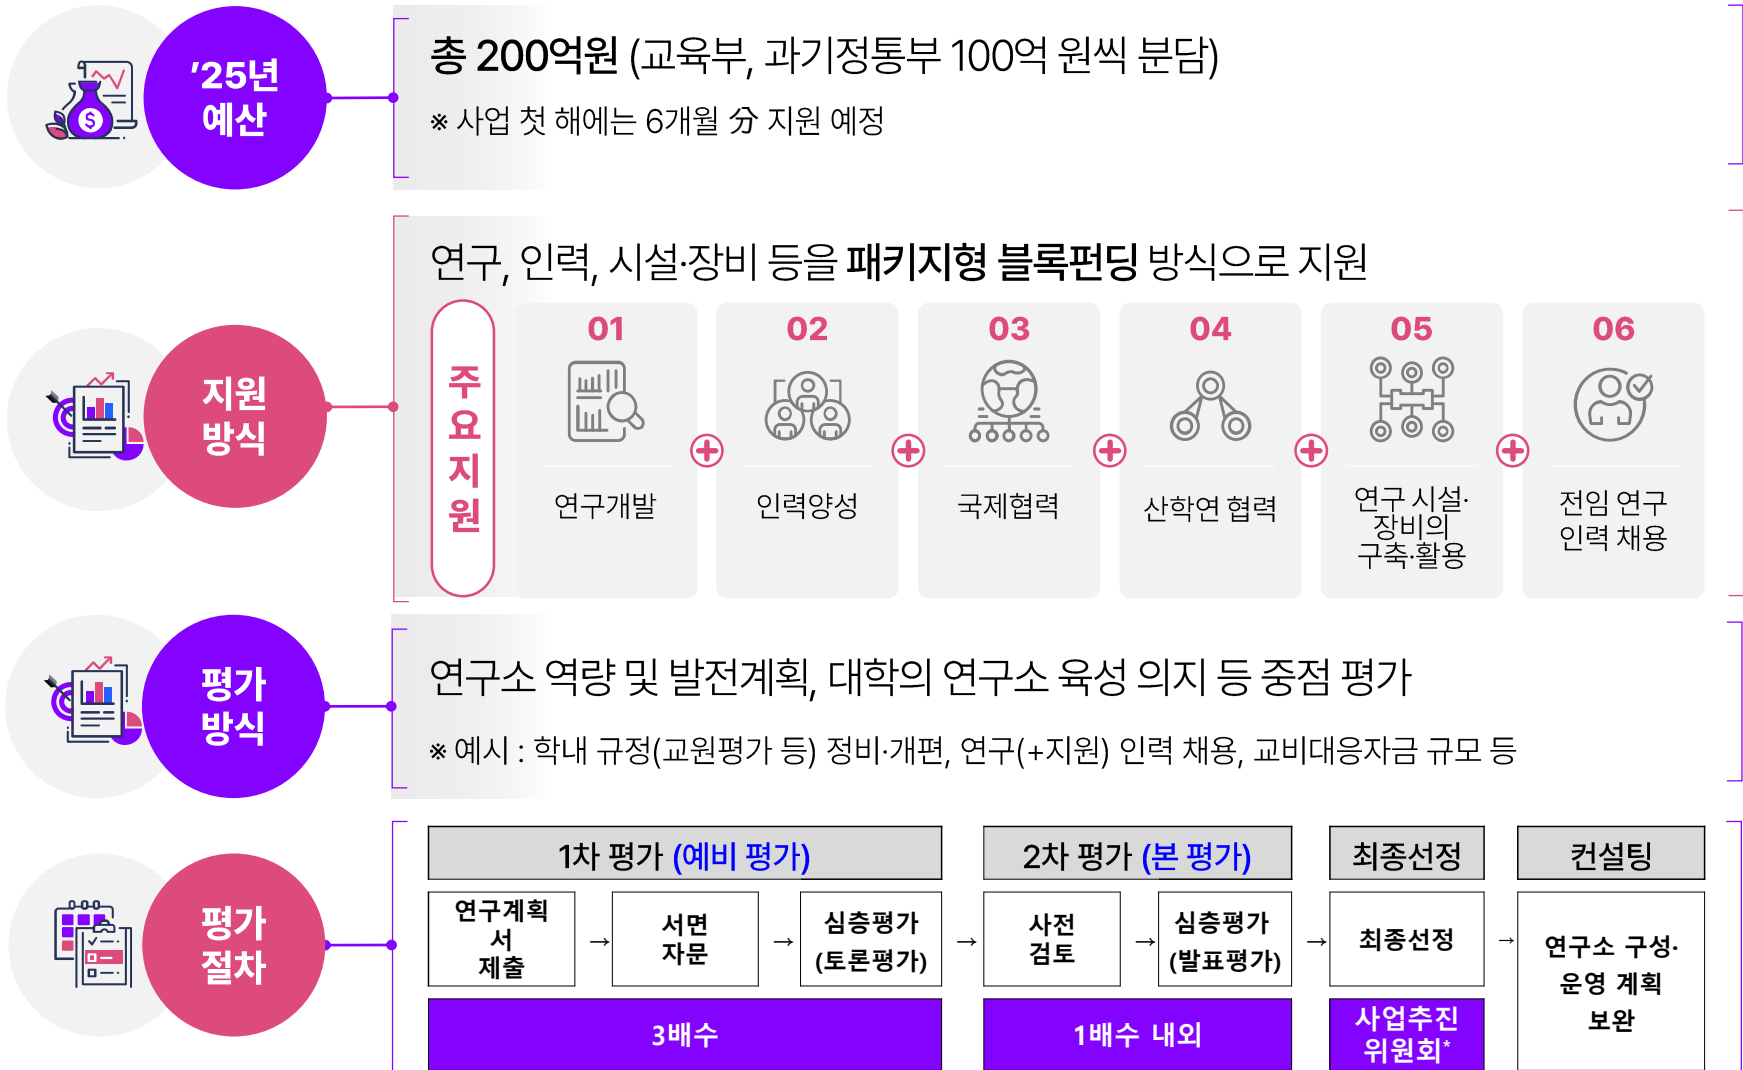 ’25년
예산
총 200억원 (교육부, 과기정통부 100억 원씩 분담)
※ 사업 첫 해에는 6개월 分 지원 예정
지원
방식
연구, 인력, 시설·장비 등을 패키지형 블록펀딩 방식으로 지원
주
요
지
원
01
연구개발
02
인력양성
03
국제협력
04
산학연 협력
05
연구 시설·
장비의
구축·활용
06
전임 연구
인력 채용
평가
방식
연구소 역량 및 발전계획, 대학의 연구소 육성 의지 등 중점 평가
※ 예시 : 학내 규정(교원평가 등) 정비·개편, 연구(+지원) 인력 채용, 교비대응자금 규모 등
평가
절차
1차 평가 (예비 평가)
2차 평가 (본 평가)
최종선정
컨설팅
연구계획
서
제출
→
서면
자문
→
심층평가
(토론평가)
→
사전
검토
→
심층평가
(발표평가)
→
최종선정
→
연구소 구성·
운영 계획
보완
3배수
1배수 내외
사업추진
위원회*